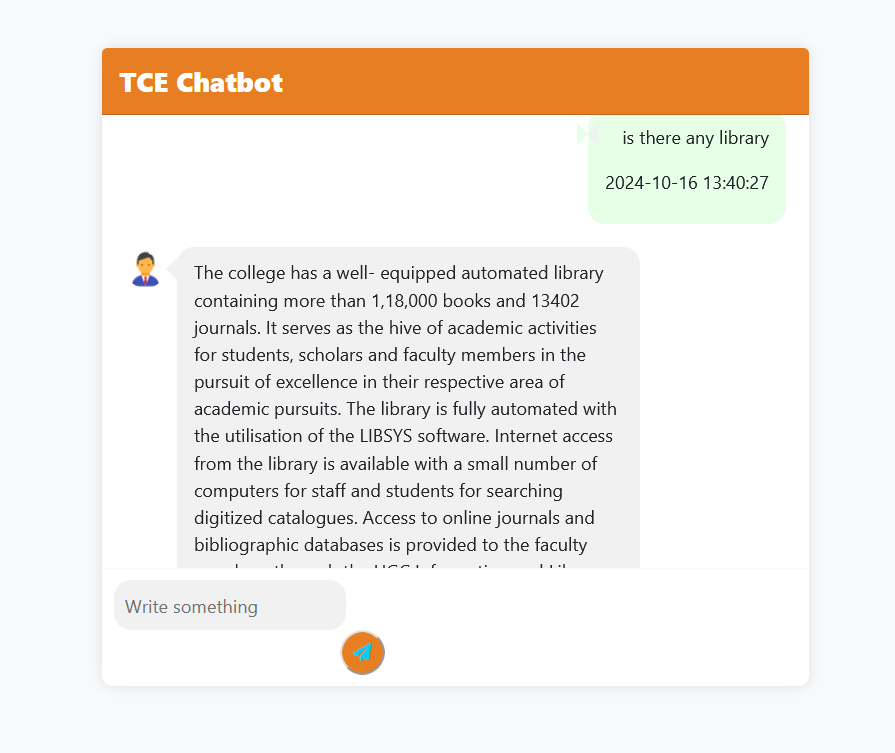 TCE Chatbot
is there any library
2024-10-16 13:40:27
The college has a well- equipped automated library
containing more than 1,18,000 books and 13402
journals. It serves as the hive of academic activities
for students, scholars and faculty members in the
pursuit of excellence in their respective area of
academic pursuits. The library is fully automated with
the utilisation of the LIBSYS software. Internet access
from the library is available with a small number of
computers for staff and students for searching
digitized catalogues. Access to online journals and
bibliographic databases is provided to the faculty
Write something